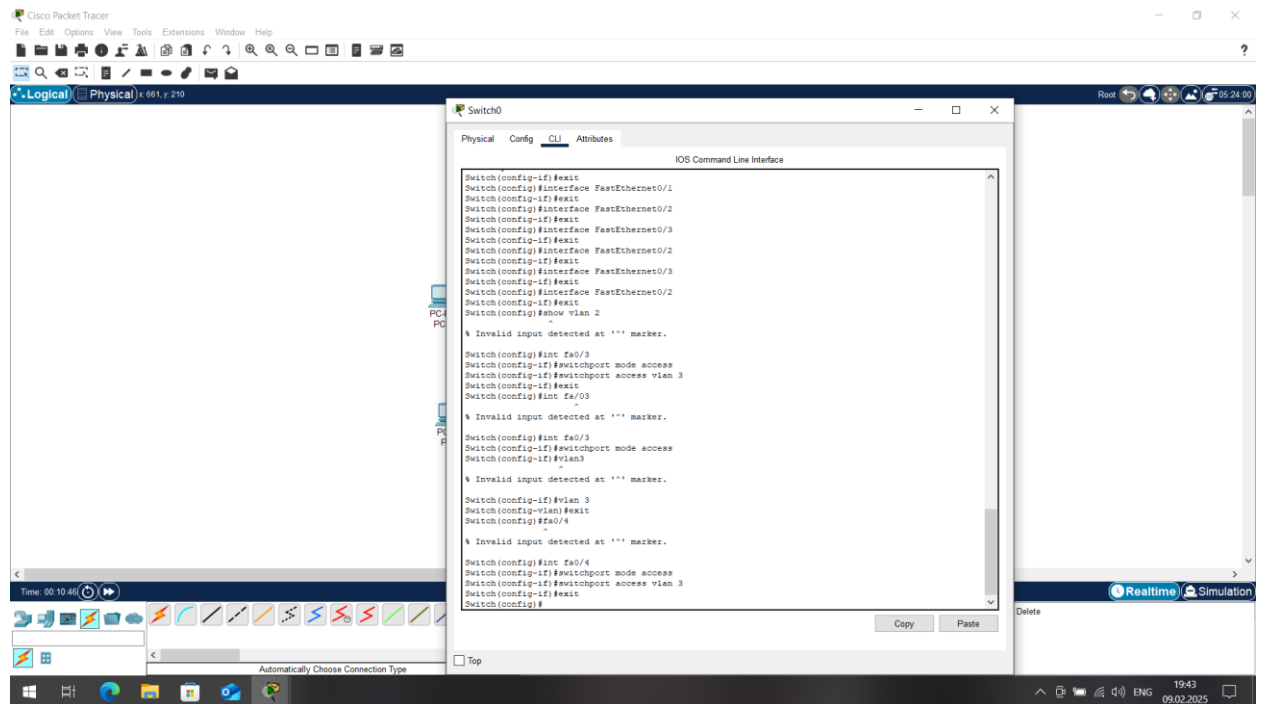 Cisco Packet Tracer
File Edit Options View Tools Extensions Window Help
?
Logical Physical x: 661, y: 210
Root 05:24:00
Switch0
Physical Config CLI Attributes
IOS Command Line Interface
Switch(config-if)#exit
Switch(config)#interface FastEthernet0/1
Switch(config-if)#exit
Switch(config)#interface FastEthernet0/2
Switch(config-if)#exit
Switch(config)#interface FastEthernet0/3
Switch(config-if)#exit
Switch(config)#interface FastEthernet0/2
Switch(config-if)#exit
Switch(config)#interface FastEthernet0/3
Switch(config-if)#exit
Switch(config)#interface FastEthernet0/2
Switch(config-if)#exit
Switch(config)#show vlan 2
^
% Invalid input detected at '^' marker.
Switch(config)#int fa0/3
Switch(config-if)#switchport mode access
Switch(config-if)#switchport access vlan 3
Switch(config-if)#exit
Switch(config)#int fa/03
^
% Invalid input detected at '^' marker.
Switch(config)#int fa0/3
Switch(config-if)#switchport mode access
Switch(config-if)#vlan3
^
% Invalid input detected at '^' marker.
Switch(config-if)#vlan 3
Switch(config-vlan)#exit
Switch(config)#fa0/4
^
% Invalid input detected at '^' marker.
Switch(config)#int fa0/4
Switch(config-if)#switchport mode access
Switch(config-if)#switchport access vlan 3
Switch(config-if)#exit
Switch(config)#
Copy Paste
Top
PC
Time: 00:10:46
Realtime Simulation
Delete
Automatically Choose Connection Type
ENG
19:43
09.02.2025